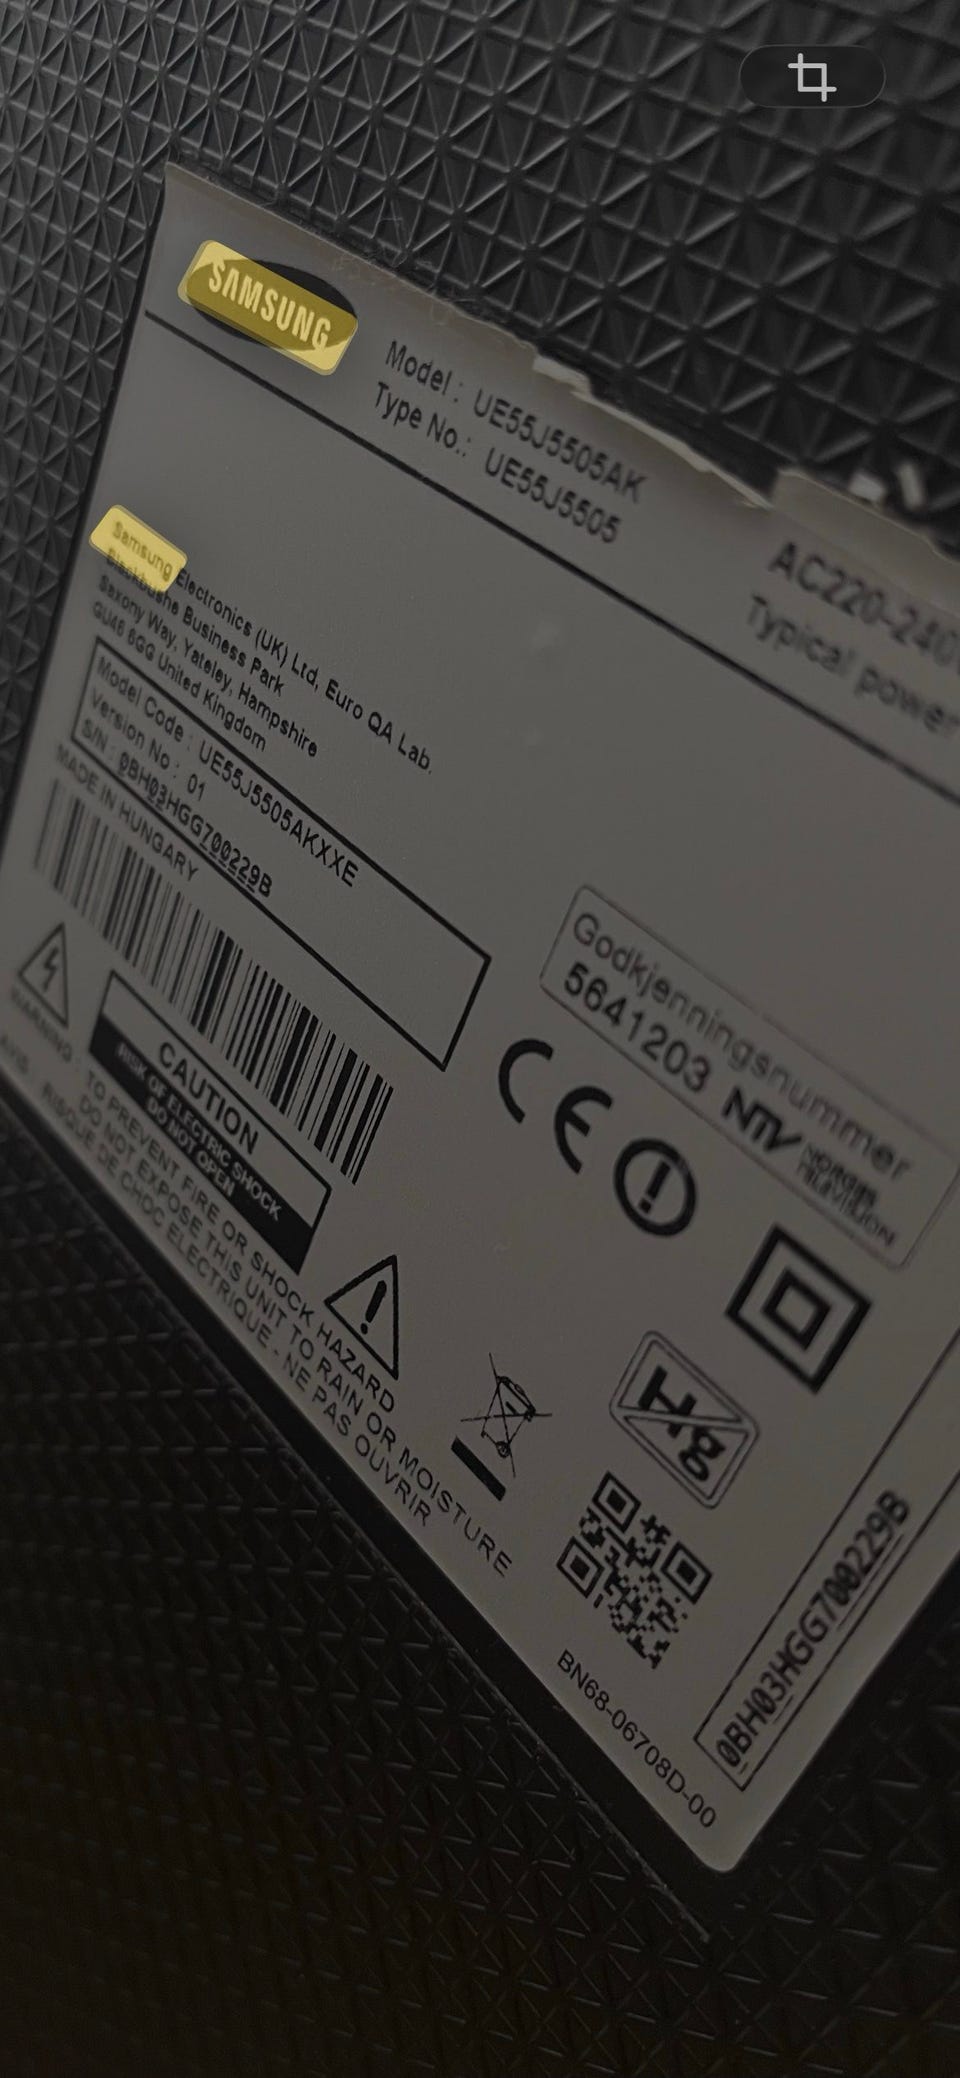 SAMSUNG
Model : UE55J5505AK
Type No.: UE55J5505
AC220-240
Typical power
Samsung Electronics (UK) Ltd, Euro QA Lab.
Blackbushe Business Park
Saxony Way, Yateley, Hampshire
GU46 6GG United Kingdom
Model Code : UE55J5505AKXXE
Version No : 01
S/N : 0BH03HGG700229B
MADE IN HUNGARY
Godkjenningsnummer
5641203 NTV NORGES TELEVISJON
CE
CAUTION
RISK OF ELECTRIC SHOCK
DO NOT OPEN
WARNING : TO PREVENT FIRE OR SHOCK HAZARD
DO NOT EXPOSE THIS UNIT TO RAIN OR MOISTURE
AVIS : RISQUE DE CHOC ELECTRIQUE - NE PAS OUVRIR
Hg
BN68-06708D-00
0BH03HGG700229B